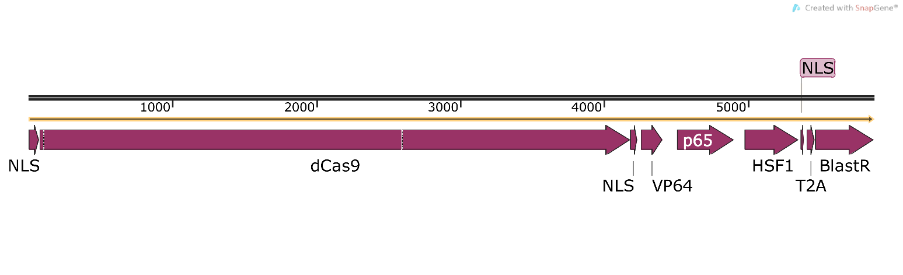 Created with SnapGene®
NLS
1000 2000 3000 4000 5000
p65
NLS dCas9 HSF1 BlastR
NLS VP64 T2A